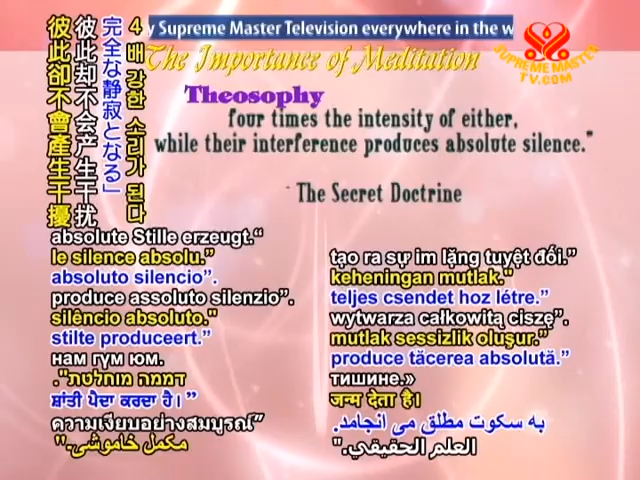 y Supreme Master Television everywhere in the w
SUPREME MASTER
TV.COM
The Importance of Meditation
Theosophy
four times the intensity of either,
while their interference produces absolute silence."
- The Secret Doctrine
4 배 강한 소리가 된다
完全な静寂となる」
彼此却不会产生干扰
彼此卻不會產生干擾
absolute Stille erzeugt.“
le silence absolu.”
absoluto silencio”.
produce assoluto silenzio”.
silêncio absoluto."
stilte produceert.”
нам гүм юм.
דממה מוחלטת".
ਸ਼ਾਂਤੀ ਪੈਦਾ ਕਰਦਾ ਹੈ।”
ความเงียบอย่างสมบูรณ์”
مکمل خاموشی."
tạo ra sự im lặng tuyệt đối.”
keheningan mutlak."
teljes csendet hoz létre.”
wytwarza całkowitą ciszę”.
mutlak sessizlik oluşur.”
produce tăcerea absolută.”
тишине.»
जन्म देता है।
به سکوت مطلق می انجامد.
العلم الحقيقي."